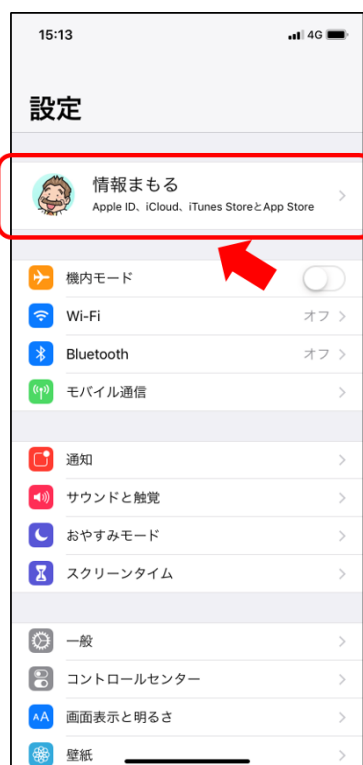 15:13
4G
設定
情報まもる
Apple ID、iCloud、iTunes StoreとApp Store
機内モード
Wi-Fi オフ
Bluetooth オフ
モバイル通信
通知
サウンドと触覚
おやすみモード
スクリーンタイム
一般
コントロールセンター
AA 画面表示と明るさ
壁紙